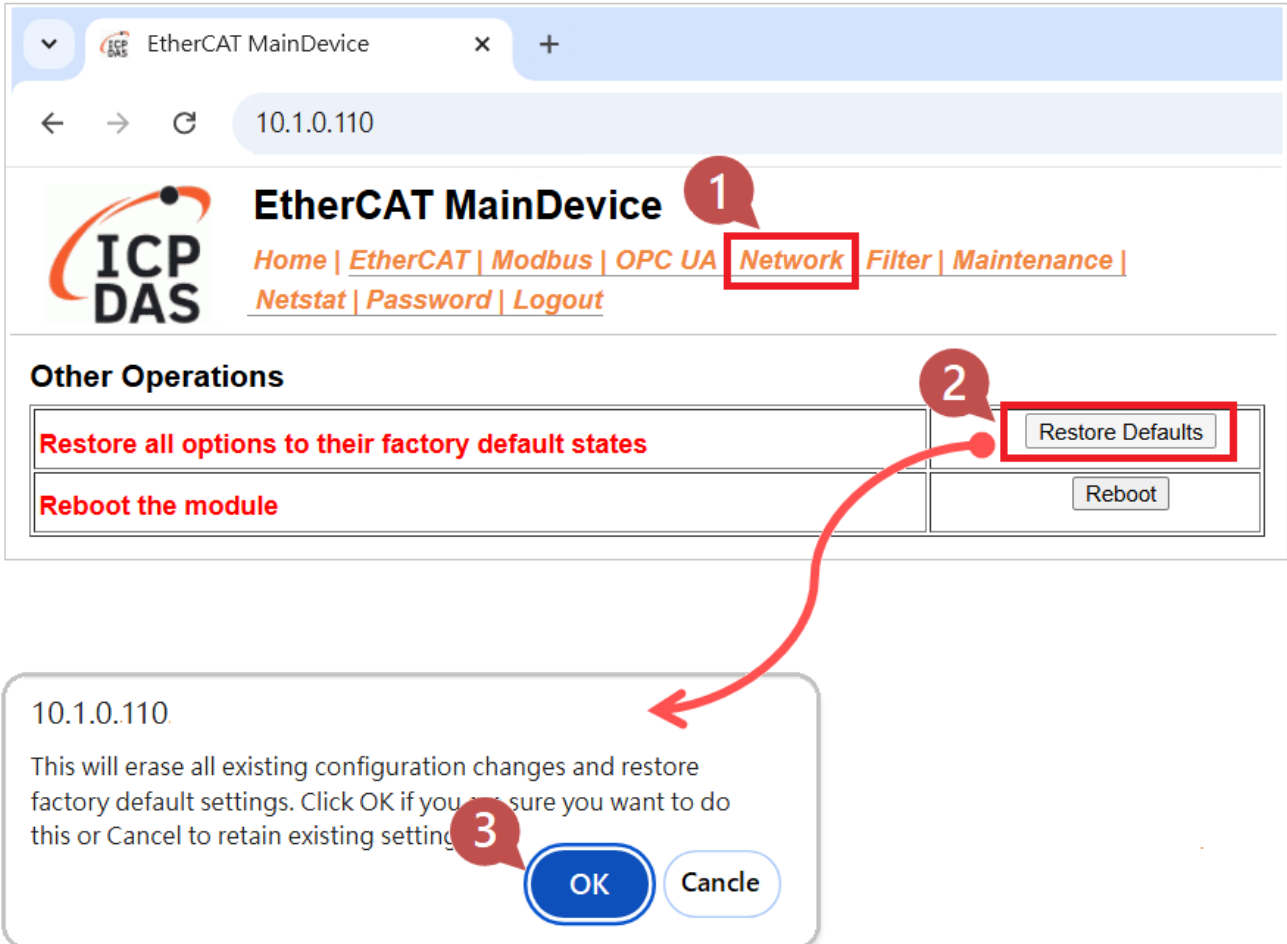 EtherCAT MainDevice
10.1.0.110
ICP
DAS
EtherCAT MainDevice
1
Home | EtherCAT | Modbus | OPC UA Network Filter | Maintenance |
Netstat | Password | Logout
Other Operations
2
Restore all options to their factory default states
Restore Defaults
Reboot the module
Reboot
10.1.0.110
This will erase all existing configuration changes and restore
factory default settings. Click OK if you sure you want to do
this or Cancel to retain existing setting
3
OK
Cancle